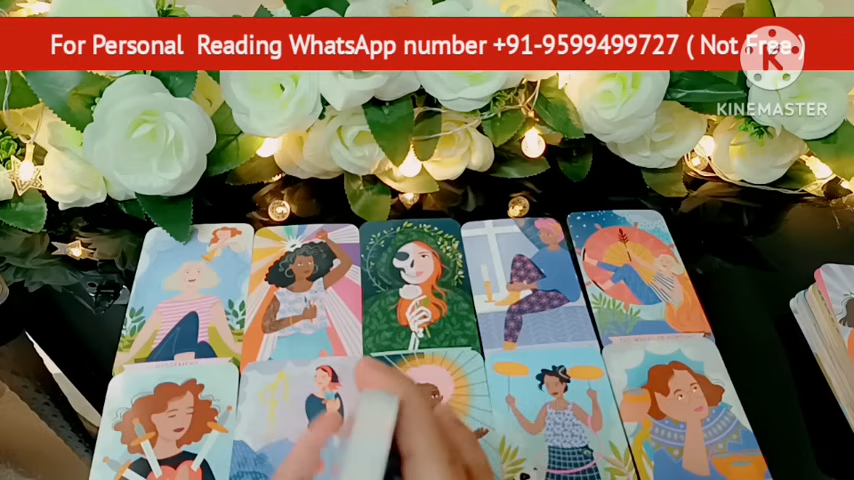 For Personal Reading WhatsApp number +91-9599499727 ( Not Free )
K
KINEMASTER